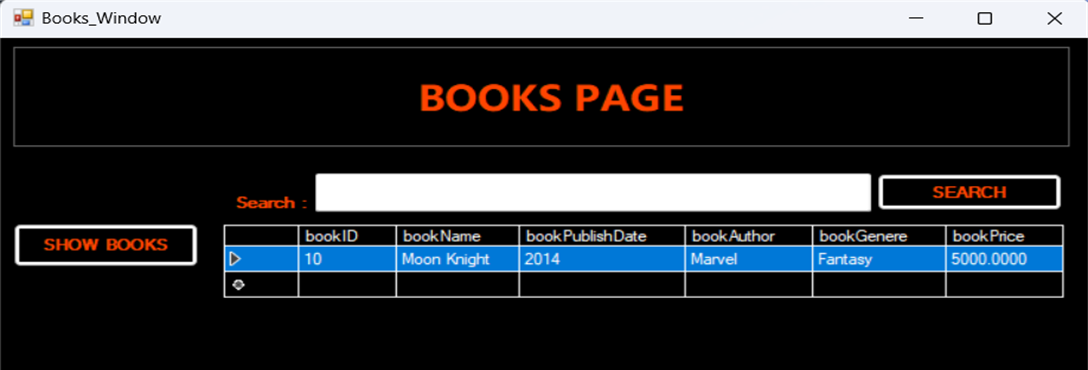 Books_Window
BOOKS PAGE
Search :
SEARCH
SHOW BOOKS
bookID bookName bookPublishDate bookAuthor bookGenere bookPrice
10 Moon Knight 2014 Marvel Fantasy 5000.0000